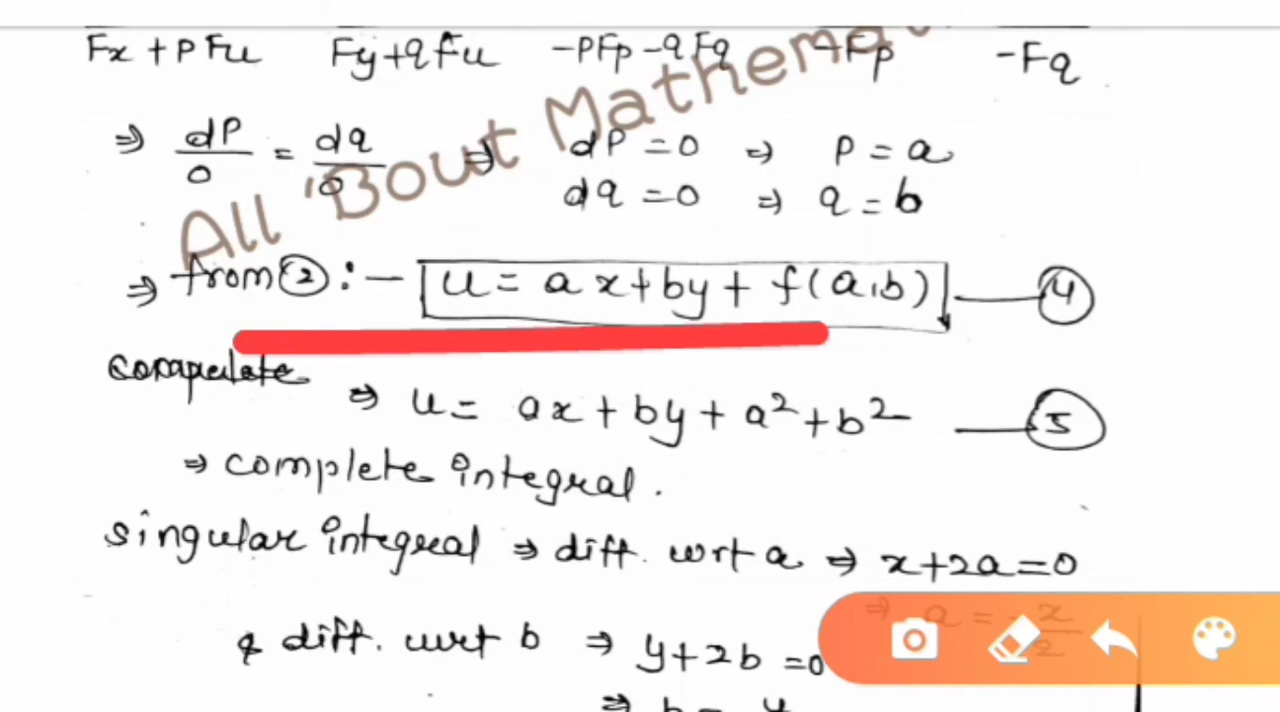 Fx + pFu Fy+qFu -pFp-qFq -Fp -Fq
All 'Bout Mathema
⇒ dP/0 = dq/0 ⇒ dP = 0 ⇒ P = a
dq = 0 ⇒ q = b
⇒ from ② :- u = ax+by + f(a,b) —— ④
⇒ u = ax + by + a² + b² —— ⑤
⇒ complete integral.
singular integral ⇒ diff. wrt a ⇒ x+2a=0
⇒ a = -x/2
& diff. wrt b ⇒ y+2b =0